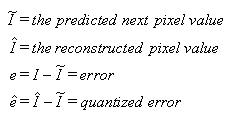 Ĩ = the predicted next pixel value
Î = the reconstructed pixel value
e = I − Ĩ = error
ê = Î − Ĩ = quantized error